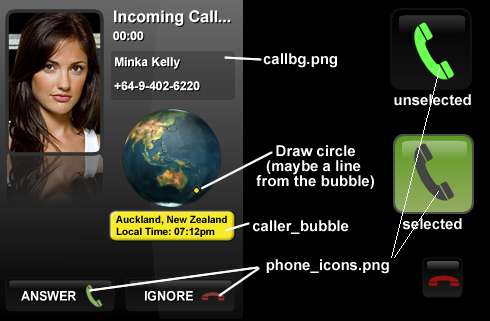 Incoming Call...
00:00
Minka Kelly
+64-9-402-6220
callbg.png
unselected
Draw circle
(maybe a line
from the bubble)
Auckland, New Zealand
Local Time: 07:12pm
caller_bubble
selected
phone_icons.png
ANSWER
IGNORE